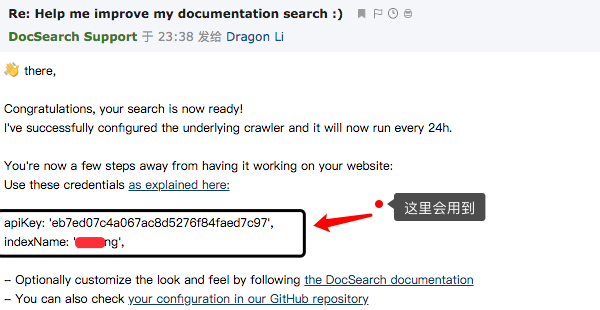 Re: Help me improve my documentation search :)
DocSearch Support 于 23:38 发给 Dragon Li
👋 there,
Congratulations, your search is now ready!
I've successfully configured the underlying crawler and it will now run every 24h.
You're now a few steps away from having it working on your website:
Use these credentials as explained here:
apiKey: 'eb7ed07c4a067ac8d5276f84faed7c97',
indexName: 'ng',
这里会用到
– Optionally customize the look and feel by following the DocSearch documentation
– You can also check your configuration in our GitHub repository